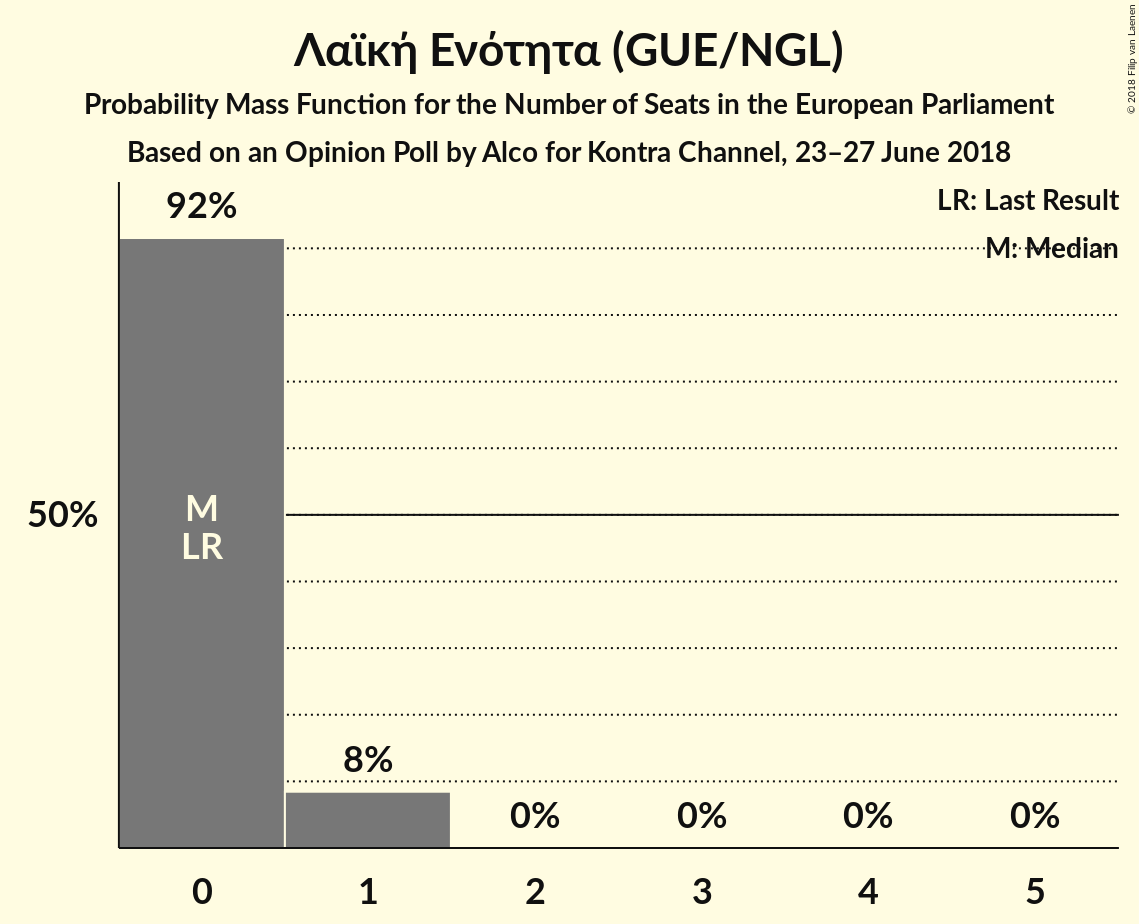 Λαϊκή Ενότητα (GUE/NGL)
Probability Mass Function for the Number of Seats in the European Parliament
Based on an Opinion Poll by Alco for Kontra Channel, 23–27 June 2018
© 2018 Filip van Laenen
LR: Last Result
M: Median
92%
50%
M
LR
8%
0%
0%
0%
0%
0
1
2
3
4
5